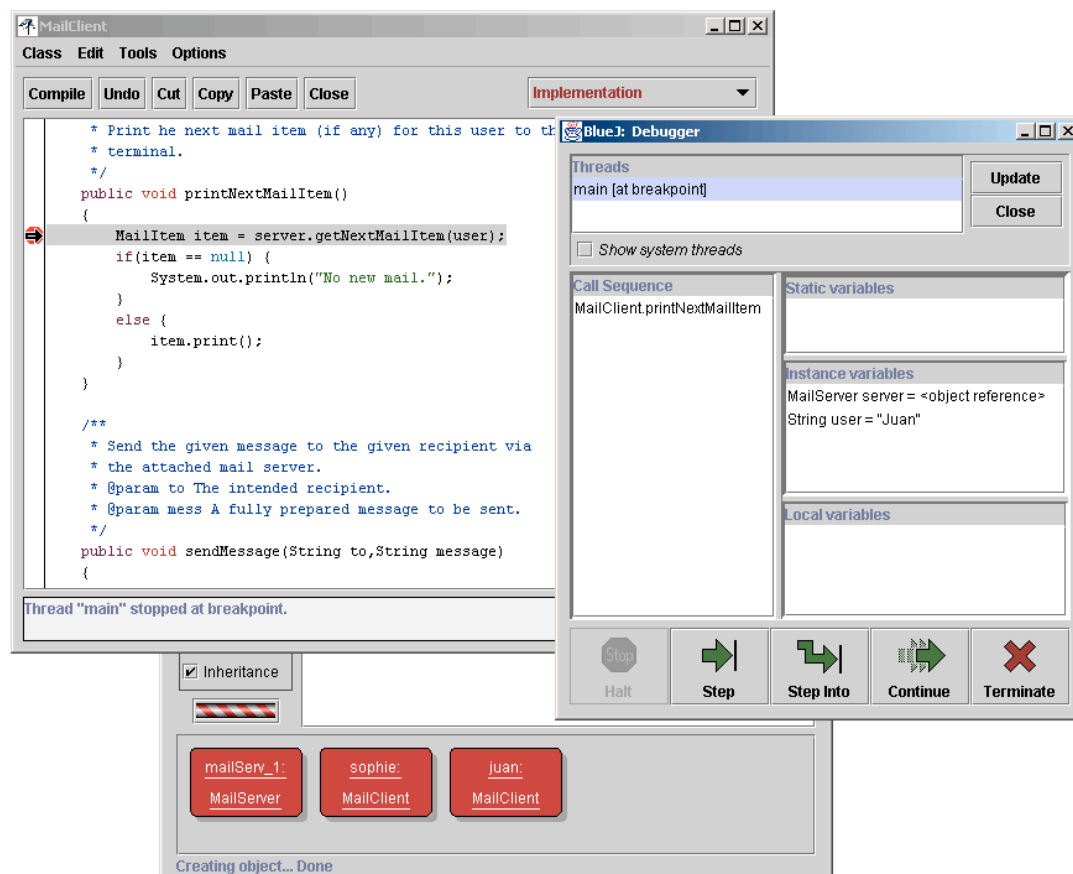 MailClient
Class Edit Tools Options
Compile Undo Cut Copy Paste Close Implementation
* Print he next mail item (if any) for this user to th
* terminal.
*/
public void printNextMailItem()
{
MailItem item = server.getNextMailItem(user);
if(item == null) {
System.out.println("No new mail.");
}
else {
item.print();
}
}
/**
* Send the given message to the given recipient via
* the attached mail server.
* @param to The intended recipient.
* @param mess A fully prepared message to be sent.
*/
public void sendMessage(String to,String message)
{
Thread "main" stopped at breakpoint.
BlueJ: Debugger
Threads
main [at breakpoint]
Update
Close
Show system threads
Call Sequence
MailClient.printNextMailItem
Static variables
Instance variables
MailServer server = <object reference>
String user = "Juan"
Local variables
Stop
Halt Step Step Into Continue Terminate
Inheritance
mailServ_1:
MailServer
sophie:
MailClient
juan:
MailClient
Creating object... Done